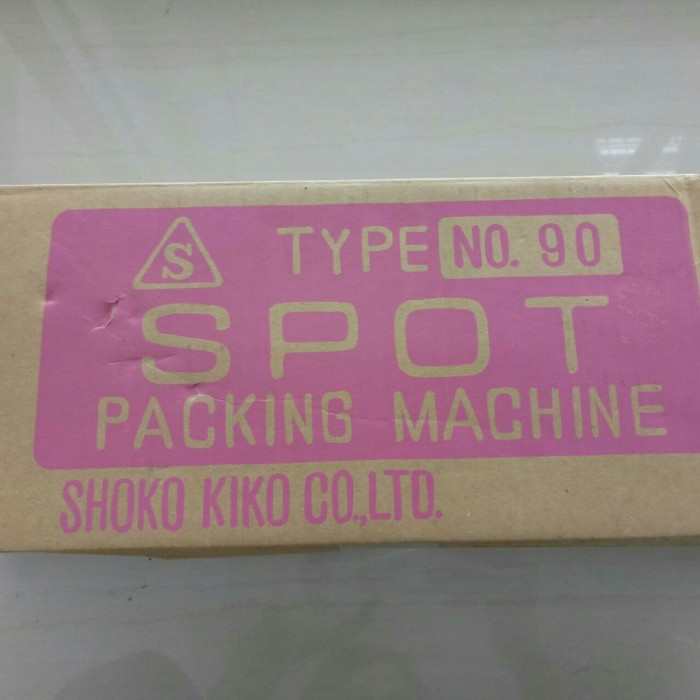 S TYPE NO. 90
SPOT
PACKING MACHINE
SHOKO KIKO CO.,LTD.